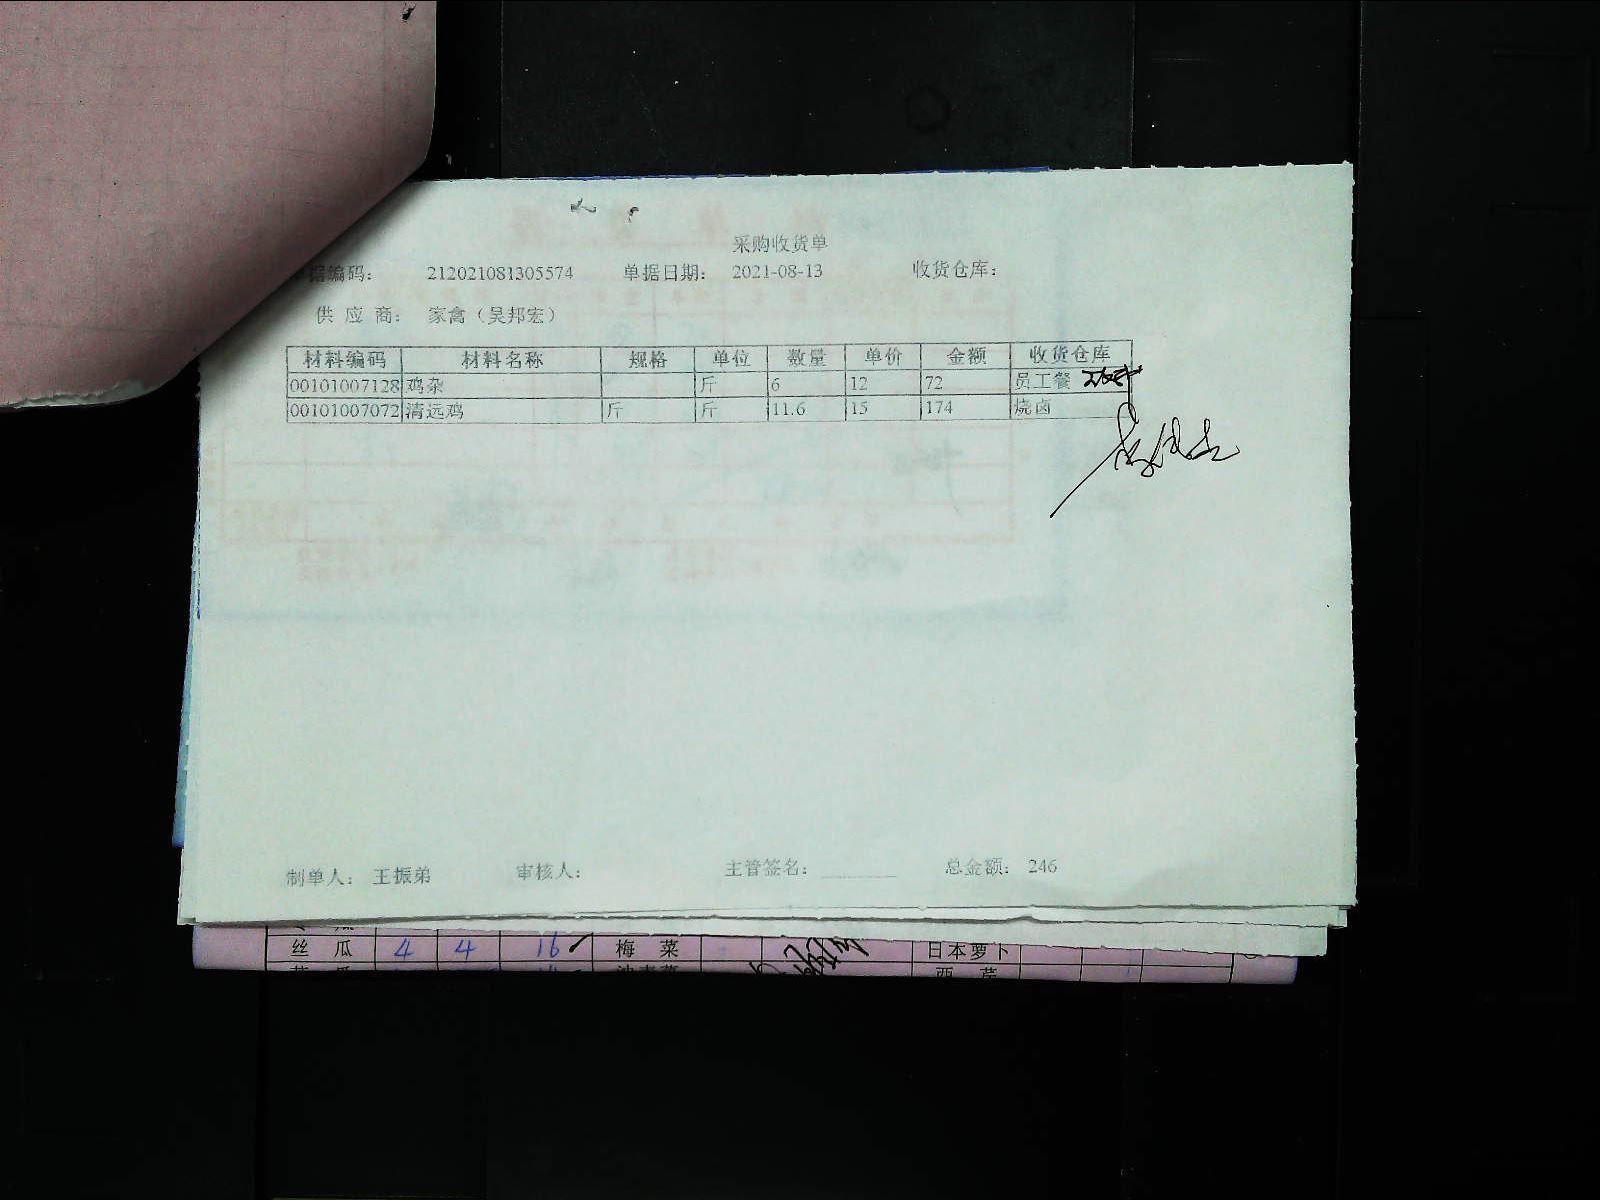 采购收货单
单据编码： 212021081305574 单据日期： 2021-08-13 收货仓库：
供 应 商： 家禽（吴邦宏）
材料编码 材料名称 规格 单位 数量 单价 金额 收货仓库
00101007128 鸡杂 斤 6 12 72 员工餐
00101007072 清远鸡 斤 斤 11.6 15 174 烧卤
制单人： 王振弟 审核人： 主管签名： 总金额： 246
丝 瓜 4 4 16 梅 菜 日本萝卜
西 芹